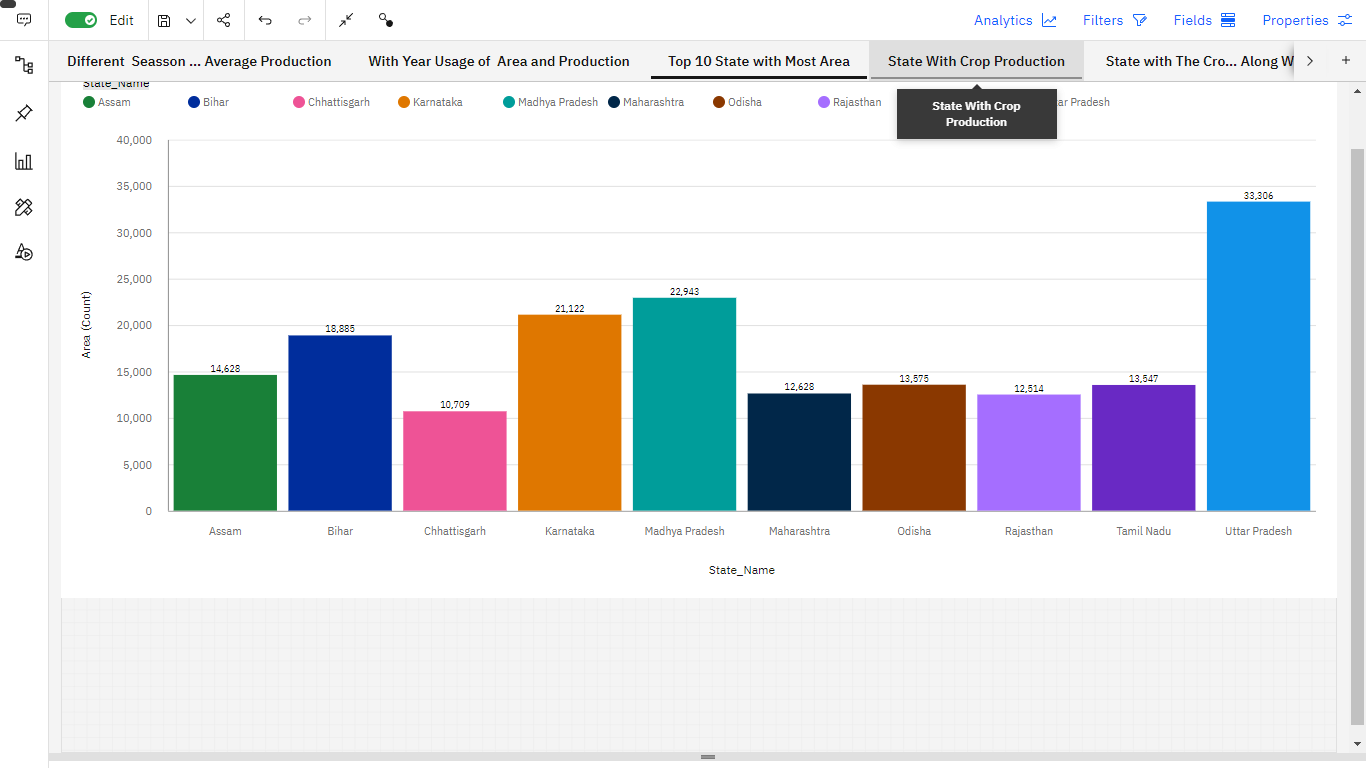 Edit
Analytics
Filters
Fields
Properties
Different Seasson ... Average Production
With Year Usage of Area and Production
Top 10 State with Most Area
State With Crop Production
State with The Cro... Along W
State_Name
Assam
Bihar
Chhattisgarh
Karnataka
Madhya Pradesh
Maharashtra
Odisha
Rajasthan
ar Pradesh
State With Crop
Production
40,000
35,000
30,000
25,000
20,000
15,000
10,000
5,000
0
Area (Count)
14,628
18,885
10,709
21,122
22,943
12,628
13,575
12,514
13,547
33,306
Assam
Bihar
Chhattisgarh
Karnataka
Madhya Pradesh
Maharashtra
Odisha
Rajasthan
Tamil Nadu
Uttar Pradesh
State_Name